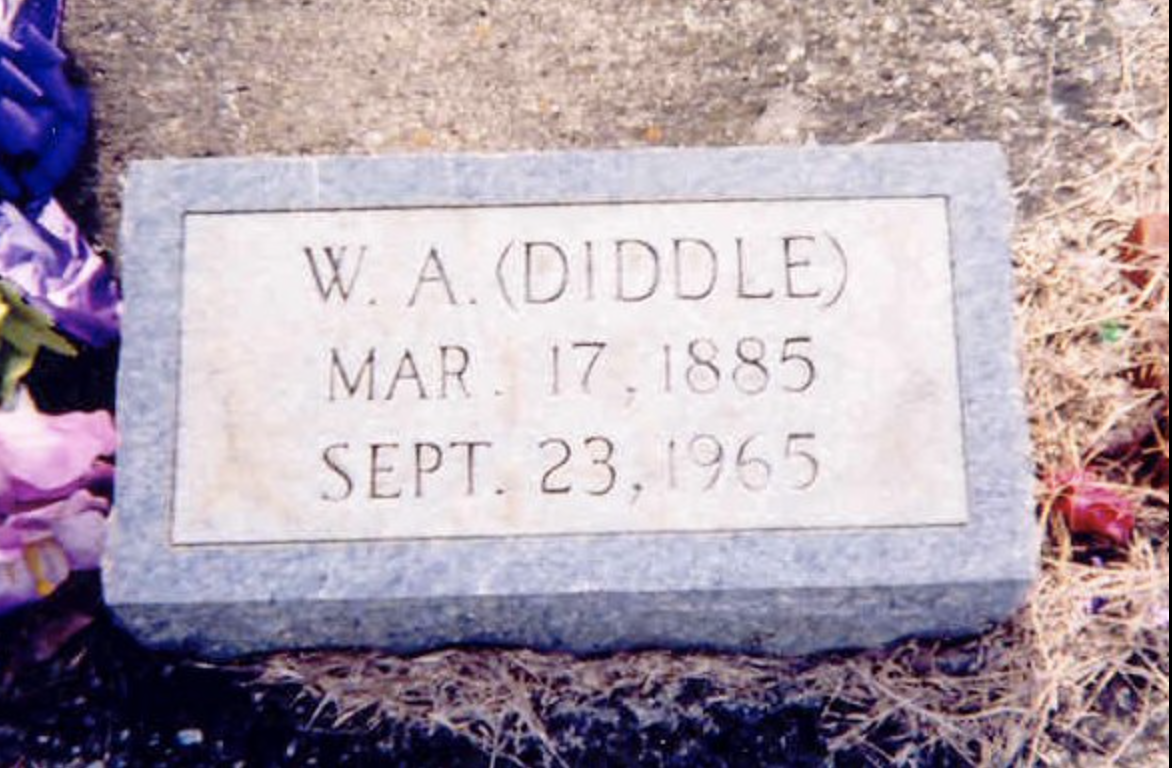 W. A. (DIDDLE)
MAR. 17, 1885
SEPT. 23, 1965